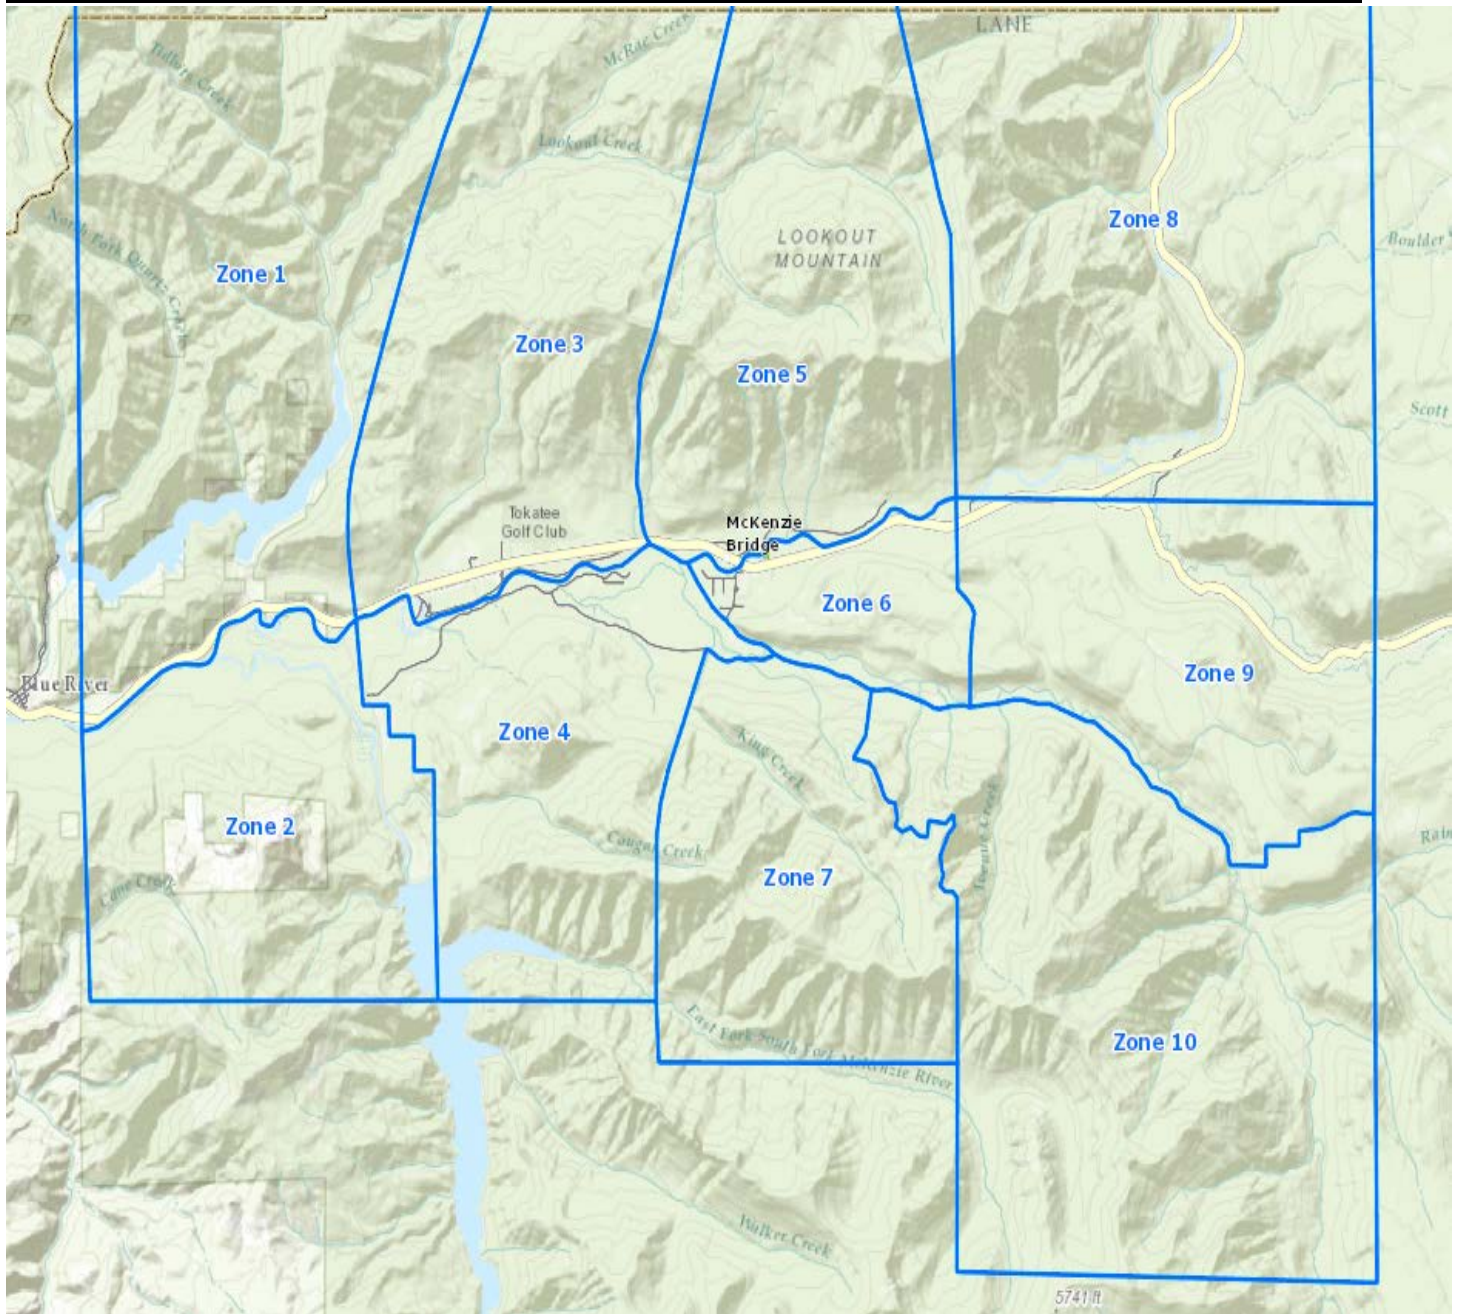 LANE
McRae Creek
Tidbits Creek
Lookout Creek
North Fork Quartz Creek
Zone 8
LOOKOUT
MOUNTAIN
Boulder
Zone 1
Zone 3
Zone 5
Scott
Tokatee
Golf Club
McKenzie
Bridge
Zone 6
Blue River
Zone 9
Zone 4
King Creek
Zone 2
Cougar Creek
Rain
Zone 7
Cone Creek
East Fork South Fork McKenzie River
Zone 10
Walker Creek
5741 ft